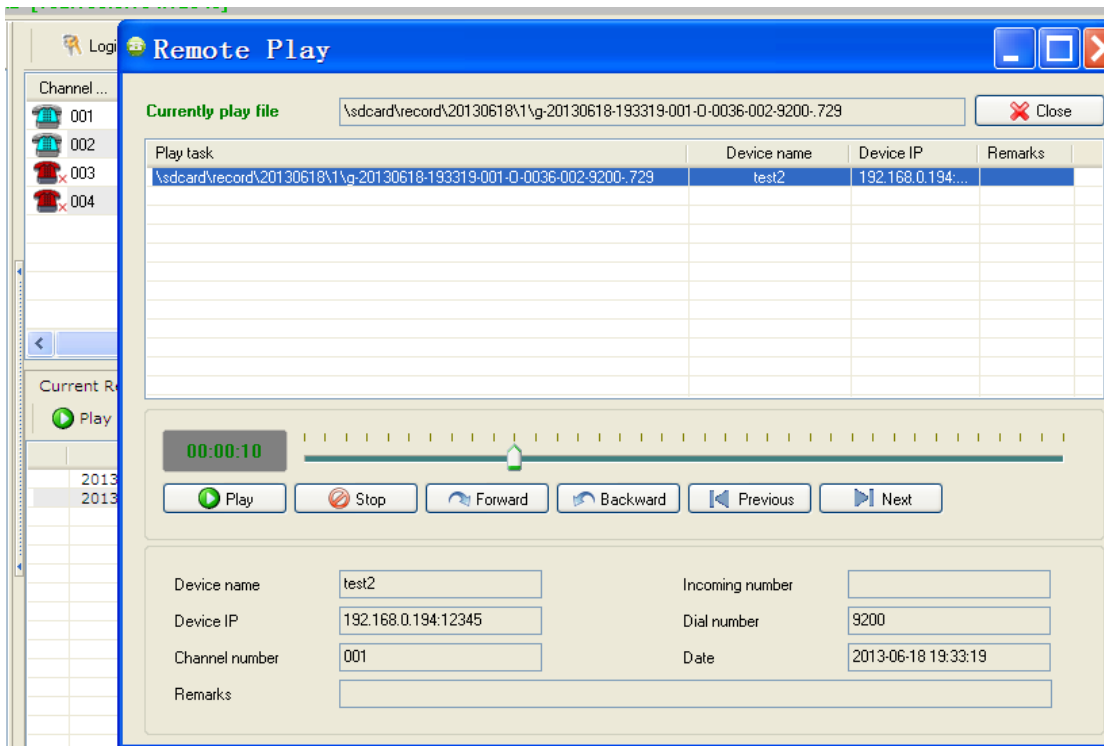 Logi
Remote Play
Channel ...
001
002
003
004
Currently play file
\sdcard\record\20130618\1\g-20130618-193319-001-O-0036-002-9200-.729
Close
Play task Device name Device IP Remarks
\sdcard\record\20130618\1\g-20130618-193319-001-O-0036-002-9200-.729 test2 192.168.0.194:...
Current R
Play
2013
2013
00:00:10
Play Stop Forward Backward Previous Next
Device name test2 Incoming number
Device IP 192.168.0.194:12345 Dial number 9200
Channel number 001 Date 2013-06-18 19:33:19
Remarks